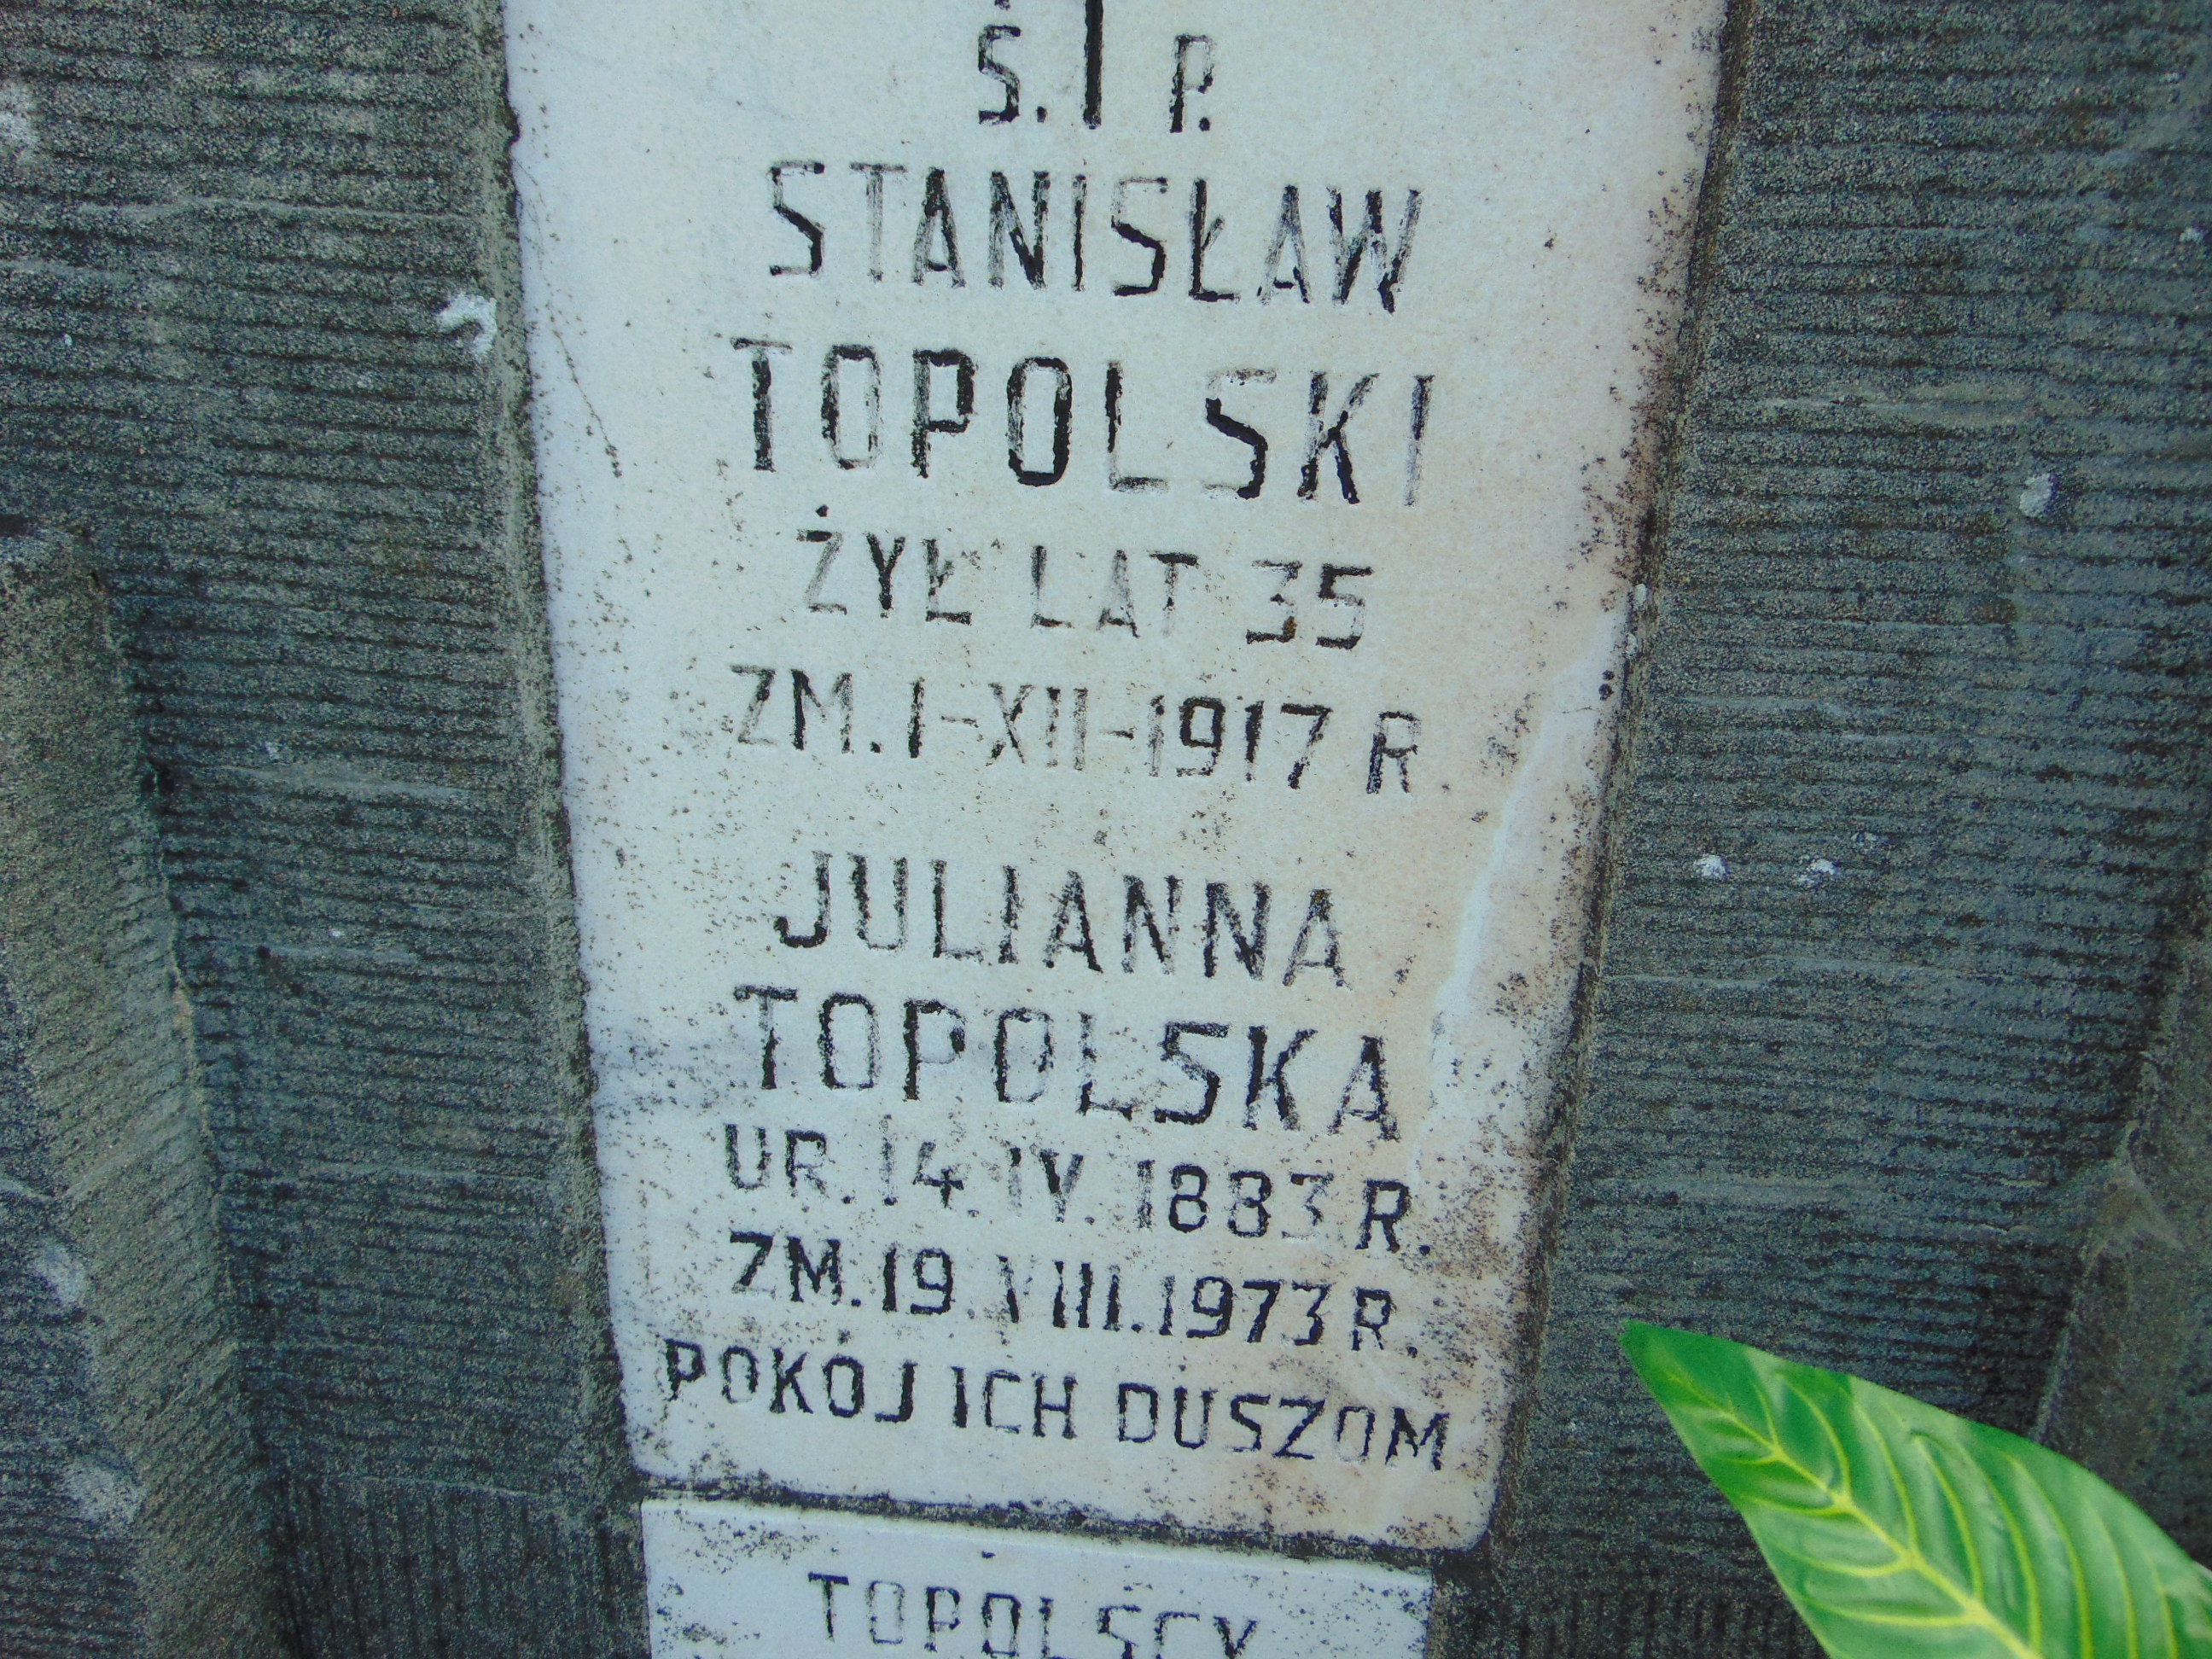 Ś. P.
STANISŁAW
TOPOLSKI
ŻYŁ LAT 35
ZM. 1-XII-1917 R
JULIANNA
TOPOLSKA
UR. 14. IV. 1883 R.
ZM. 19. VIII. 1973 R.
POKÓJ ICH DUSZOM
TOPOLSCY